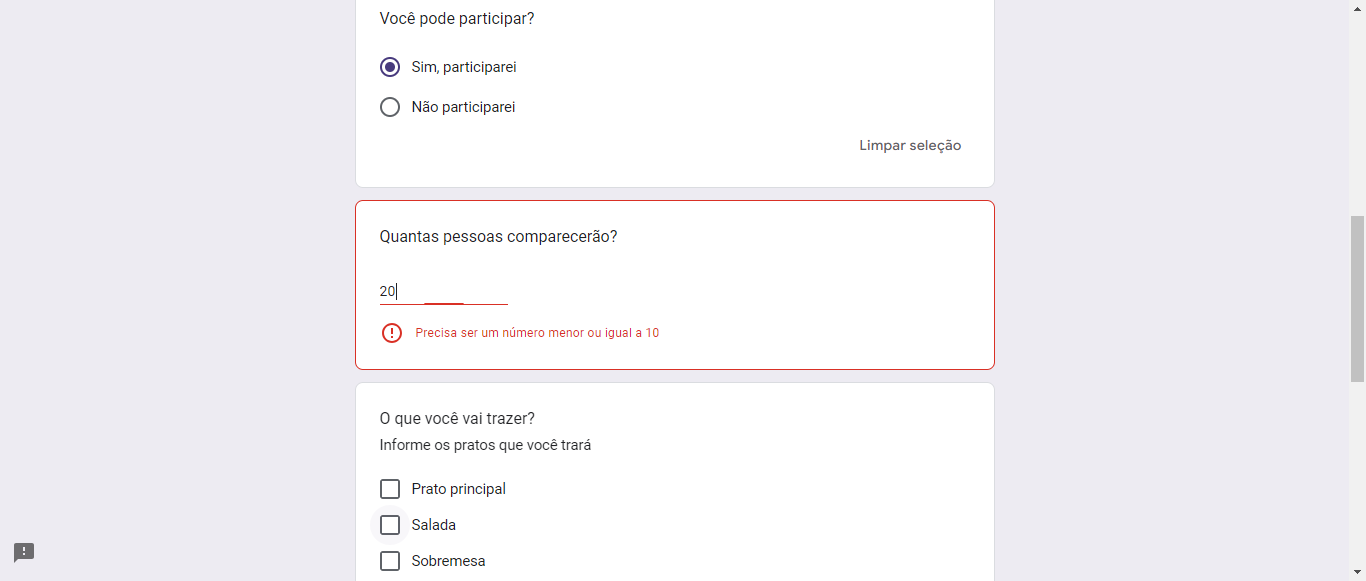 Você pode participar?
Sim, participarei
Não participarei
Limpar seleção
Quantas pessoas comparecerão?
20
Precisa ser um número menor ou igual a 10
O que você vai trazer?
Informe os pratos que você trará
Prato principal
Salada
Sobremesa